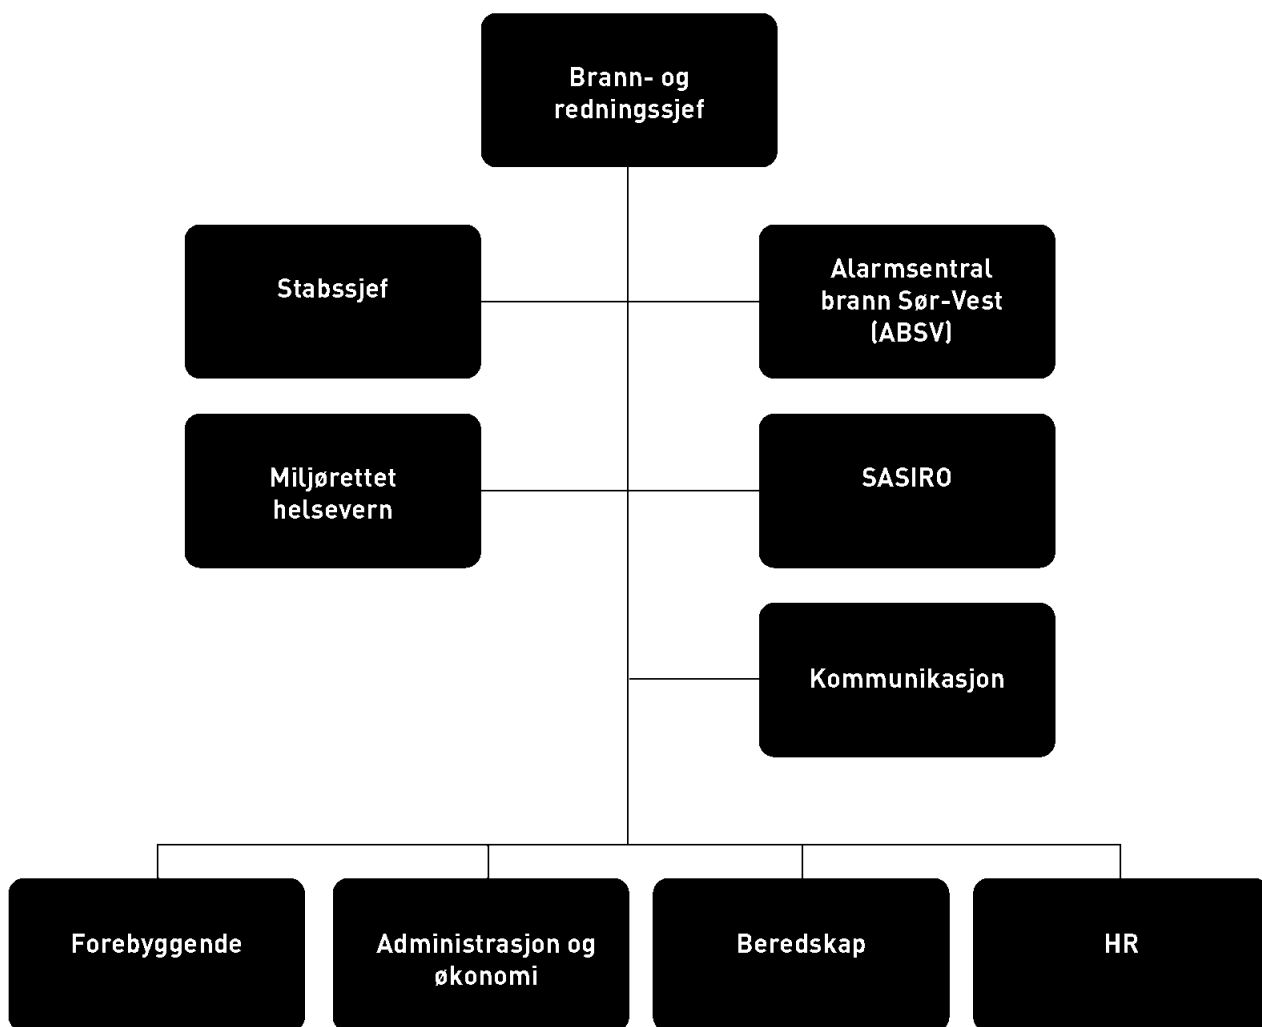 Brann- og
redningssjef
Stabssjef
Alarmsentral
brann Sør-Vest
(ABSV)
Miljørettet
helsevern
SASIRO
Kommunikasjon
Forebyggende
Administrasjon og
økonomi
Beredskap
HR